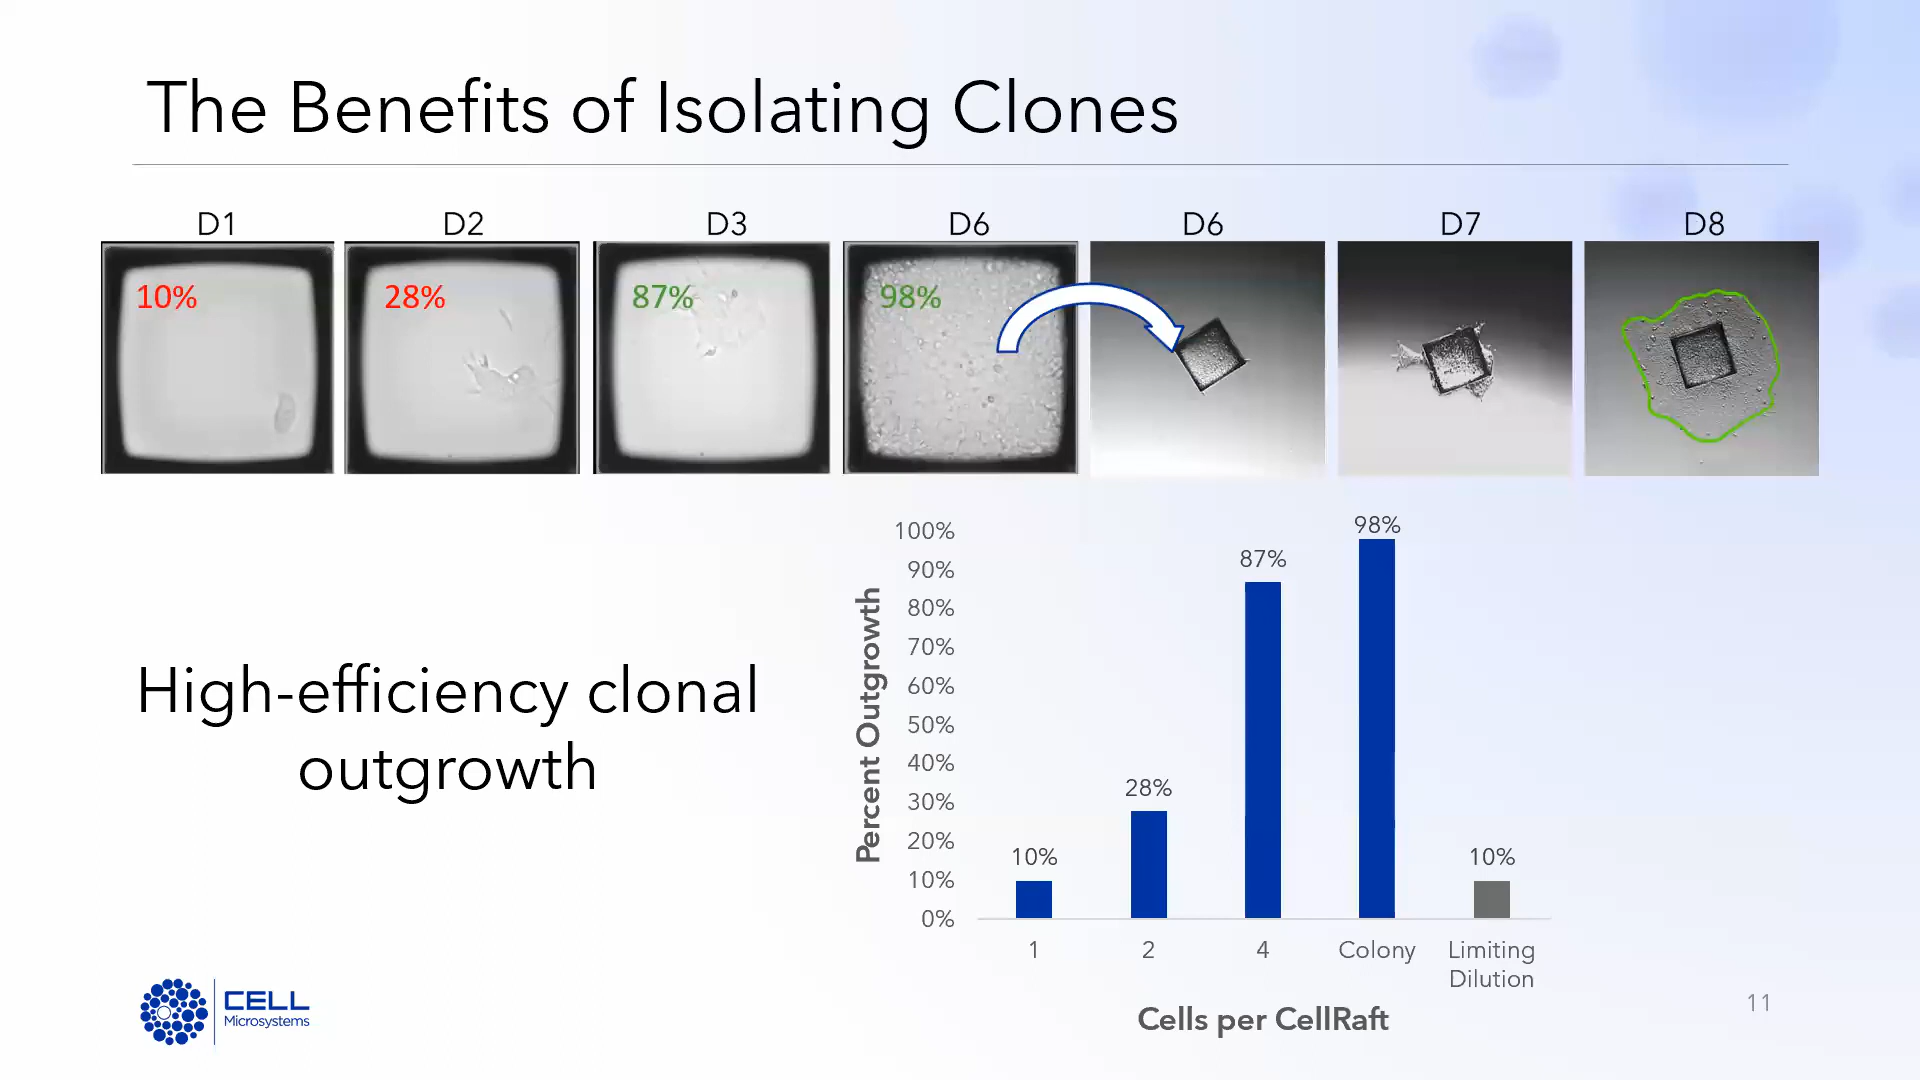 The Benefits of Isolating Clones
D1 D2 D3 D6 D6 D7 D8
10% 28% 87% 98%
High-efficiency clonal
outgrowth
Percent Outgrowth
100%
90%
80%
70%
60%
50%
40%
30%
20%
10%
0%
10% 28% 87% 98% 10%
1 2 4 Colony Limiting
Dilution
Cells per CellRaft
CELL
Microsystems
11